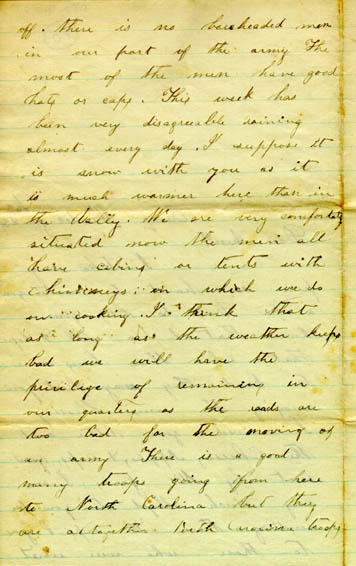 off. there is no bareheaded men
in our part of the army The
most of the men have good
hats or caps. This week has
been very disagreeable raining
almost every day. I suppose it
is snow with you as it
is much warmer here than in
the Valley. We are very comfortably
situated now the men all
have cabins or tents with
chimneys in which we do
our cooking I think that
as long as the weather keeps
bad we will have the
privilege of remaining in
our quarters as the roads are
too bad for the moving of
an army There is a good
many troops going from here
to North Carolina but they
are altogether North Carolina troops